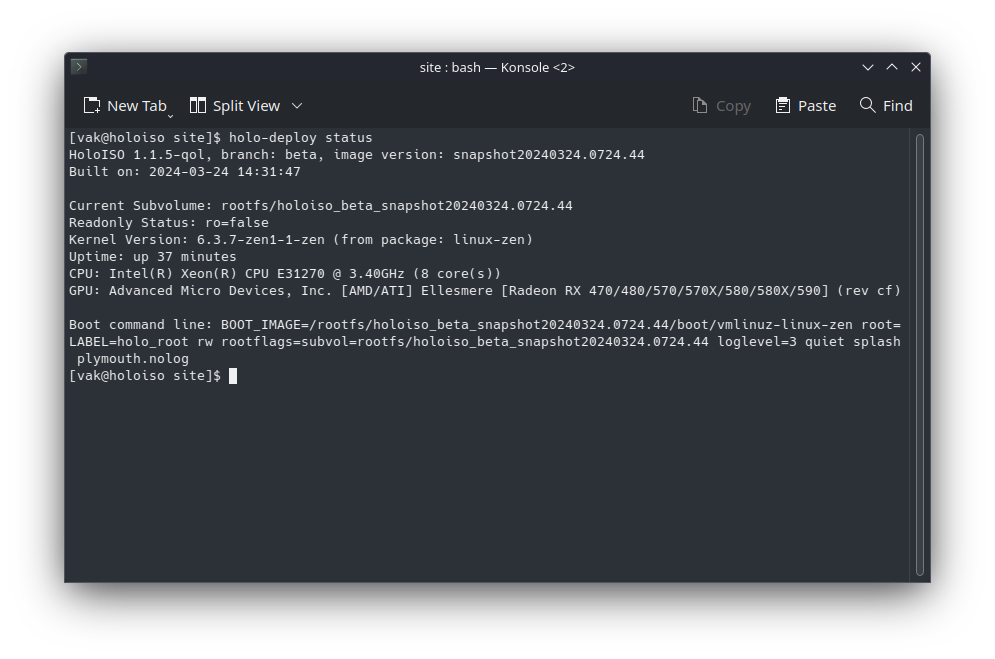 site : bash — Konsole <2>
New Tab Split View Copy Paste Find
[vak@holoiso site]$ holo-deploy status
HoloISO 1.1.5-qol, branch: beta, image version: snapshot20240324.0724.44
Built on: 2024-03-24 14:31:47
Current Subvolume: rootfs/holoiso_beta_snapshot20240324.0724.44
Readonly Status: ro=false
Kernel Version: 6.3.7-zen1-1-zen (from package: linux-zen)
Uptime: up 37 minutes
CPU: Intel(R) Xeon(R) CPU E31270 @ 3.40GHz (8 core(s))
GPU: Advanced Micro Devices, Inc. [AMD/ATI] Ellesmere [Radeon RX 470/480/570/570X/580/580X/590] (rev cf)
Boot command line: BOOT_IMAGE=/rootfs/holoiso_beta_snapshot20240324.0724.44/boot/vmlinuz-linux-zen root=
LABEL=holo_root rw rootflags=subvol=rootfs/holoiso_beta_snapshot20240324.0724.44 loglevel=3 quiet splash
plymouth.nolog
[vak@holoiso site]$